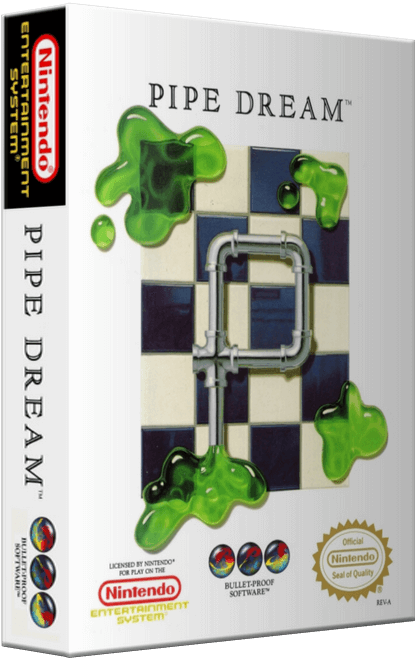 Nintendo®
ENTERTAINMENT
SYSTEM®
PIPE DREAM™
BULLET-PROOF
SOFTWARE™
PIPE DREAM™
LICENSED BY NINTENDO®
FOR PLAY ON THE
Nintendo
ENTERTAINMENT
SYSTEM®
BULLET-PROOF
SOFTWARE™
Official
Nintendo
Seal of Quality
®
REV-A